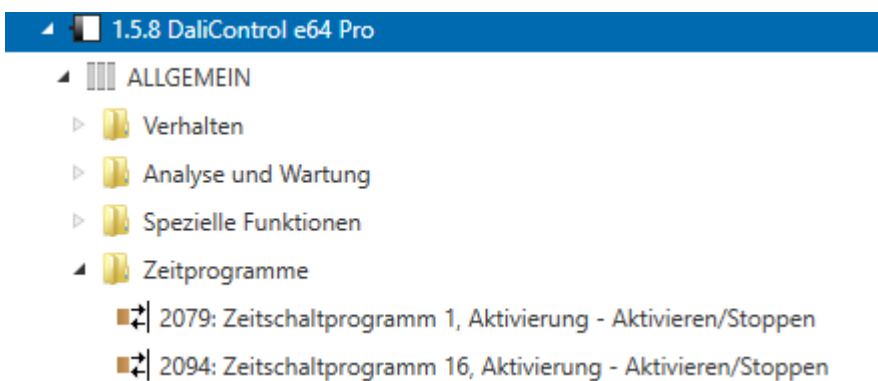 1.5.8 DaliControl e64 Pro
ALLGEMEIN
Verhalten
Analyse und Wartung
Spezielle Funktionen
Zeitprogramme
2079: Zeitschaltprogramm 1, Aktivierung - Aktivieren/Stoppen
2094: Zeitschaltprogramm 16, Aktivierung - Aktivieren/Stoppen